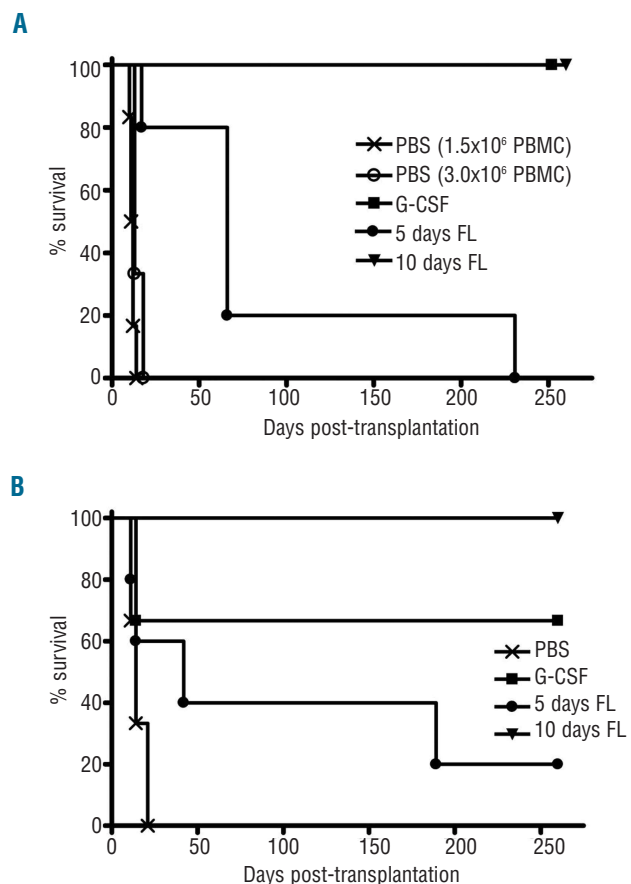 A
100
80
60
40
20
0
% survival
PBS (1.5x10⁶ PBMC)
PBS (3.0x10⁶ PBMC)
G-CSF
5 days FL
10 days FL
0 50 100 150 200 250
Days post-transplantation
B
100
80
60
40
20
0
% survival
PBS
G-CSF
5 days FL
10 days FL
0 50 100 150 200 250
Days post-transplantation